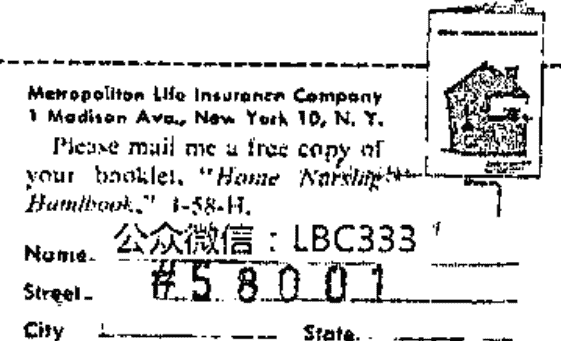 Metropolitan Life Insurance Company
1 Madison Ave., New York 10, N. Y.
Please mail me a free copy of
your booklet, "Home Nursing
Handbook," 1-58-H.
Name
公众微信：LBC333
Street
#58001
City State